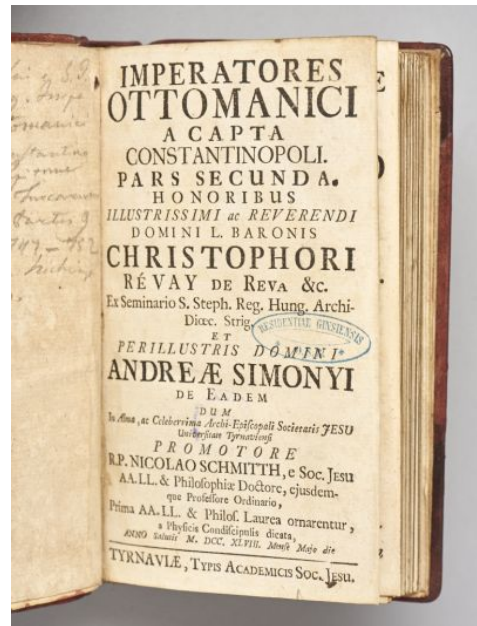 IMPERATORES
OTTOMANICI
A CAPTA
CONSTANTINOPOLI.
PARS SECUNDA.
HONORIBUS
ILLUSTRISSIMI ac REVERENDI
DOMINI L. BARONIS
CHRISTOPHORI
RÉVAY DE REVA &c.
Ex Seminario S. Steph. Reg. Hung. Archi-
Diœc. Strig.
RESIDENTIAE GINSIENSIS
ET
PERILLUSTRIS DOMINI
ANDREÆ SIMONYI
DE EADEM
DUM
In Alma, ac Celeberrima Archi-Episcopali Societatis JESU
Universitate Tyrnaviensi
PROMOTORE
R.P. NICOLAO SCHMITTH, e Soc. Jesu
AA.LL. & Philosophiæ Doctore, ejusdem-
que Professore Ordinario,
Prima AA. LL. & Philos. Laurea ornarentur,
a Physicis Condiscipulis dicata,
ANNO Salutis M. DCC. XLVIII. Mense Majo die
TYRNAVIÆ, TYPIS ACADEMICIS SOC. JESU.